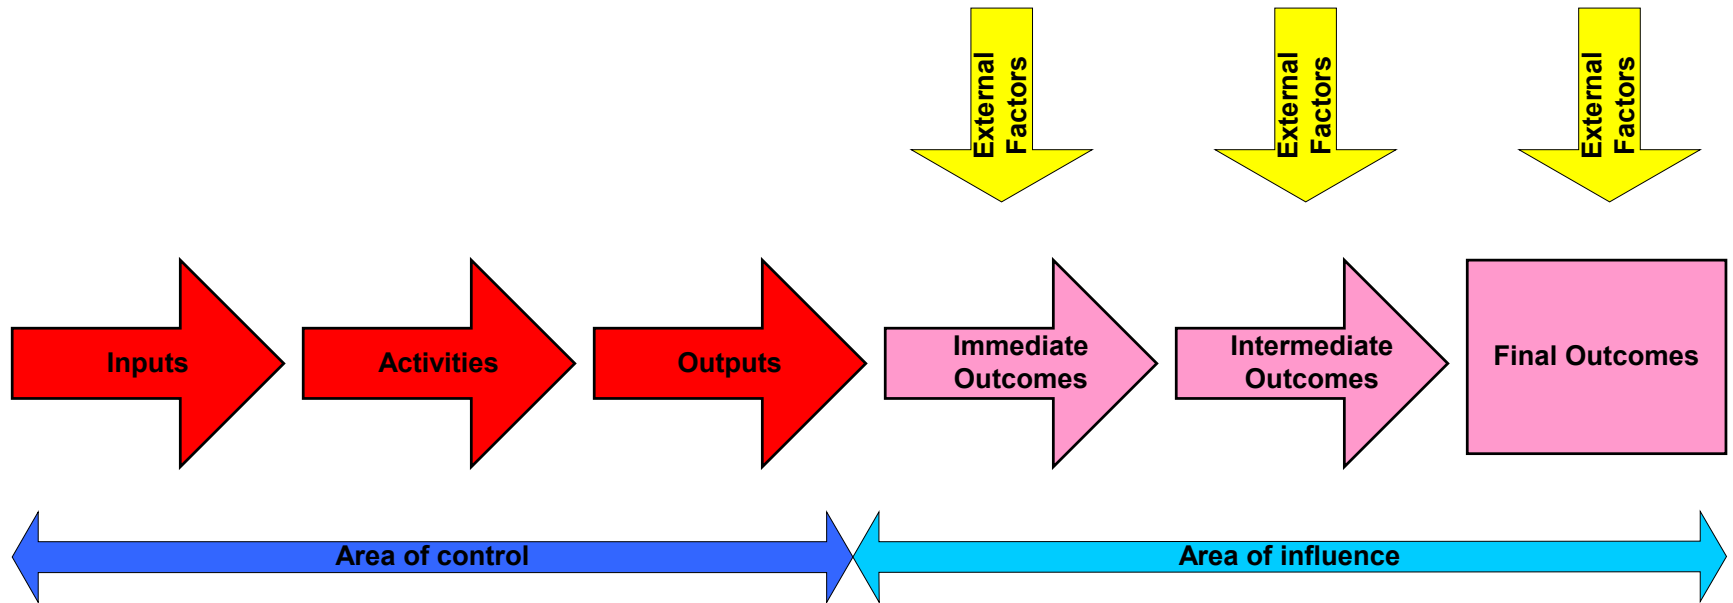 External
Factors
External
Factors
External
Factors
Inputs
Activities
Outputs
Immediate
Outcomes
Intermediate
Outcomes
Final Outcomes
Area of control
Area of influence